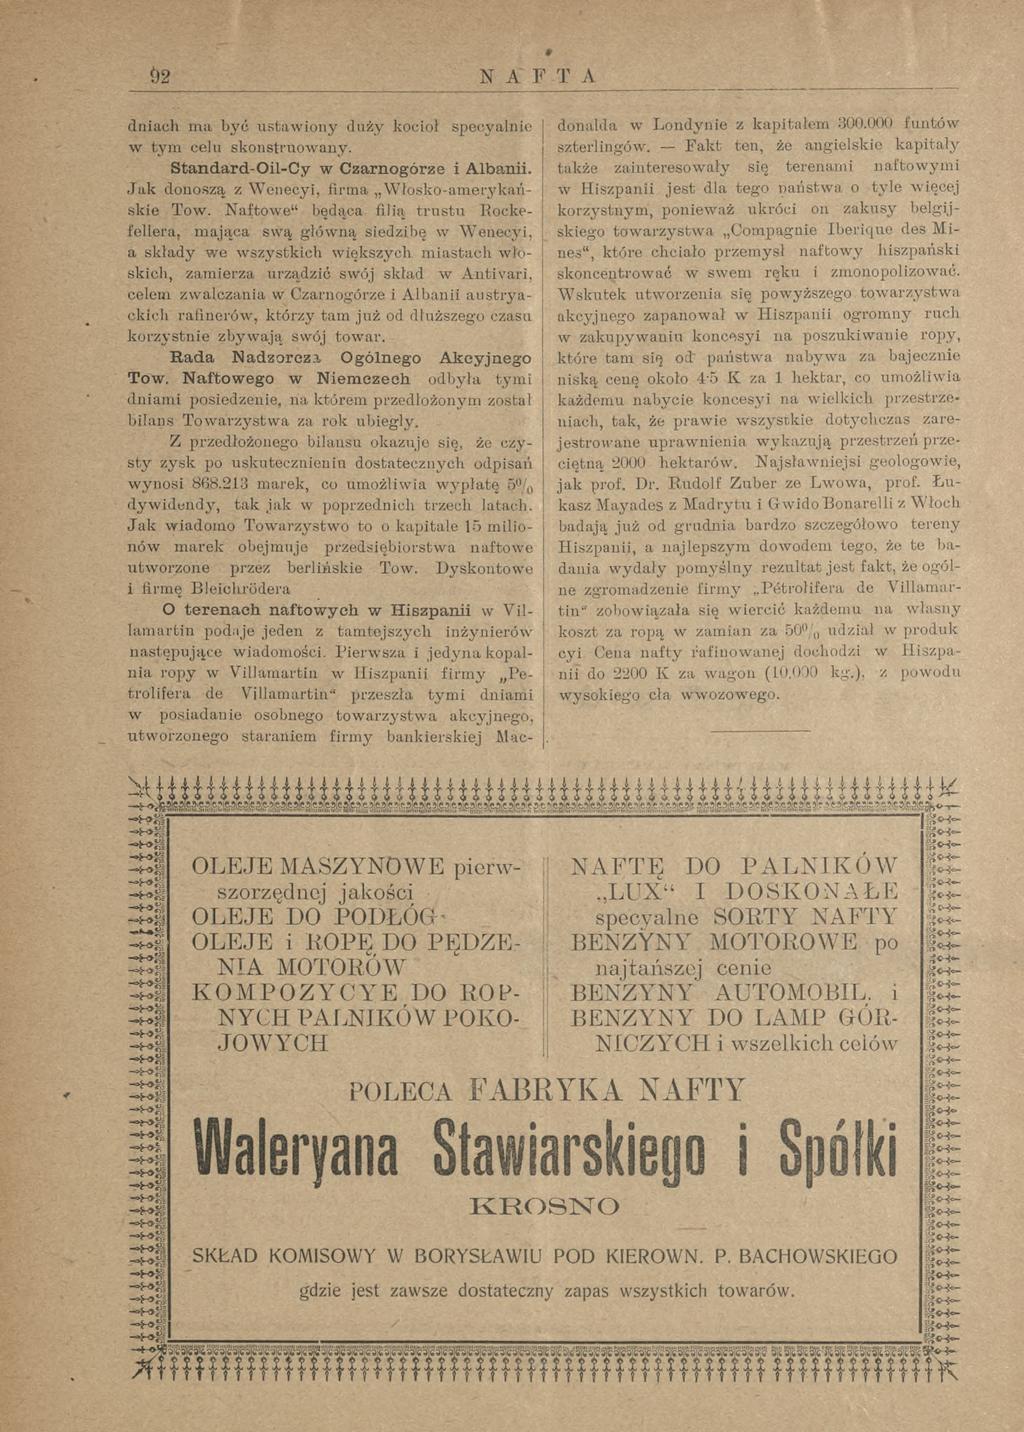 92
NAFTA
dniach ma być ustawiony duży kocioł specyalnie
w tym celu skonstruowany.
Standard-Oil-Cy w Czarnogórze i Albanii.
Jak donoszą z Wenecyi, firma „Włosko-amerykań-
skie Tow. Naftowe“ będąca filią trustu Rocke-
fellera, mająca swą główną siedzibę w Wenecyi,
a składy we wszystkich większych miastach wło-
skich, zamierza urządzić swój skład w Antivari,
celem zwalczania w Czarnogórze i Albanii austrya-
ckich rafinerów, którzy tam już od dłuższego czasu
korzystnie zbywają swój towar.
Rada Nadzorcza Ogólnego Akcyjnego
Tow. Naftowego w Niemczech odbyła tymi
dniami posiedzenie, na którem przedłożonym został
bilans Towarzystwa za rok ubiegły.
Z przedłożonego bilansu okazuje się, że czy-
sty zysk po uskutecznieniu dostatecznych odpisań
wynosi 868.213 marek, co umożliwia wypłatę 5%
dywidendy, tak jak w poprzednich trzech latach.
Jak wiadomo Towarzystwo to o kapitale 15 milio-
nów marek obejmuje przedsiębiorstwa naftowe
utworzone przez berlińskie Tow. Dyskontowe
i firmę Bleichrödera
O terenach naftowych w Hiszpanii w Vil-
lamartin podaje jeden z tamtejszych inżynierów
następujące wiadomości. Pierwsza i jedyna kopal-
nia ropy w Villamartin w Hiszpanii firmy „Pe-
trolifera de Villamartin“ przeszła tymi dniami
w posiadanie osobnego towarzystwa akcyjnego,
utworzonego staraniem firmy bankierskiej Mac-
donalda w Londynie z kapitałem 300.000 funtów
szterlingów. — Fakt ten, że angielskie kapitały
także zainteresowały się terenami naftowymi
w Hiszpanii jest dla tego państwa o tyle więcej
korzystnym, ponieważ ukróci on zakusy belgij-
skiego towarzystwa „Compagnie Iberique des Mi-
nes“, które chciało przemysł naftowy hiszpański
skoncentrować w swem ręku i zmonopolizować.
Wskutek utworzenia się powyższego towarzystwa
akcyjnego zapanował w Hiszpanii ogromny ruch
w zakupywaniu koncesyi na poszukiwanie ropy,
które tam się od państwa nabywa za bajecznie
niską cenę około 4·5 K za 1 hektar, co umożliwia
każdemu nabycie koncesyi na wielkich przestrze-
niach, tak, że prawie wszystkie dotychczas zare-
jestrowane uprawnienia wykazują przestrzeń prze-
ciętną 2000 hektarów. Najsławniejsi geologowie,
jak prof. Dr. Rudolf Zuber ze Lwowa, prof. Łu-
kasz Mayades z Madrytu i Gwido Bonarelli z Włoch
badają już od grudnia bardzo szczegółowo tereny
Hiszpanii, a najlepszym dowodem tego, że te ba-
dania wydały pomyślny rezultat jest fakt, że ogól-
ne zgromadzenie firmy „Pétrolifera de Villamar-
tin“ zobowiązała się wiercić każdemu na własny
koszt za ropą w zamian za 50% udział w produk
cyi. Cena nafty rafinowanej dochodzi w Hiszpa-
nii do 2200 K za wagon (10.000 kg.), z powodu
wysokiego cła wwozowego.
OLEJE MASZYNOWE pierw-
szorzędnej jakości
OLEJE DO PODŁÓG
OLEJE i ROPĘ DO PĘDZE-
NIA MOTORÓW
KOMPOZYCYE DO ROP-
NYCH PALNIKÓW POKO-
JOWYCH
NAFTĘ DO PALNIKÓW
„LUX“ I DOSKONAŁE
specyalne SORTY NAFTY
BENZYNY MOTOROWE po
najtańszej cenie
BENZYNY AUTOMOBIL. i
BENZYNY DO LAMP GÓR-
NICZYCH i wszelkich celów
POLECA FABRYKA NAFTY
Waleryana Stawiarskiego i Spółki
KROSNO
SKŁAD KOMISOWY W BORYSŁAWIU POD KIEROWN. P. BACHOWSKIEGO
gdzie jest zawsze dostateczny zapas wszystkich towarów.